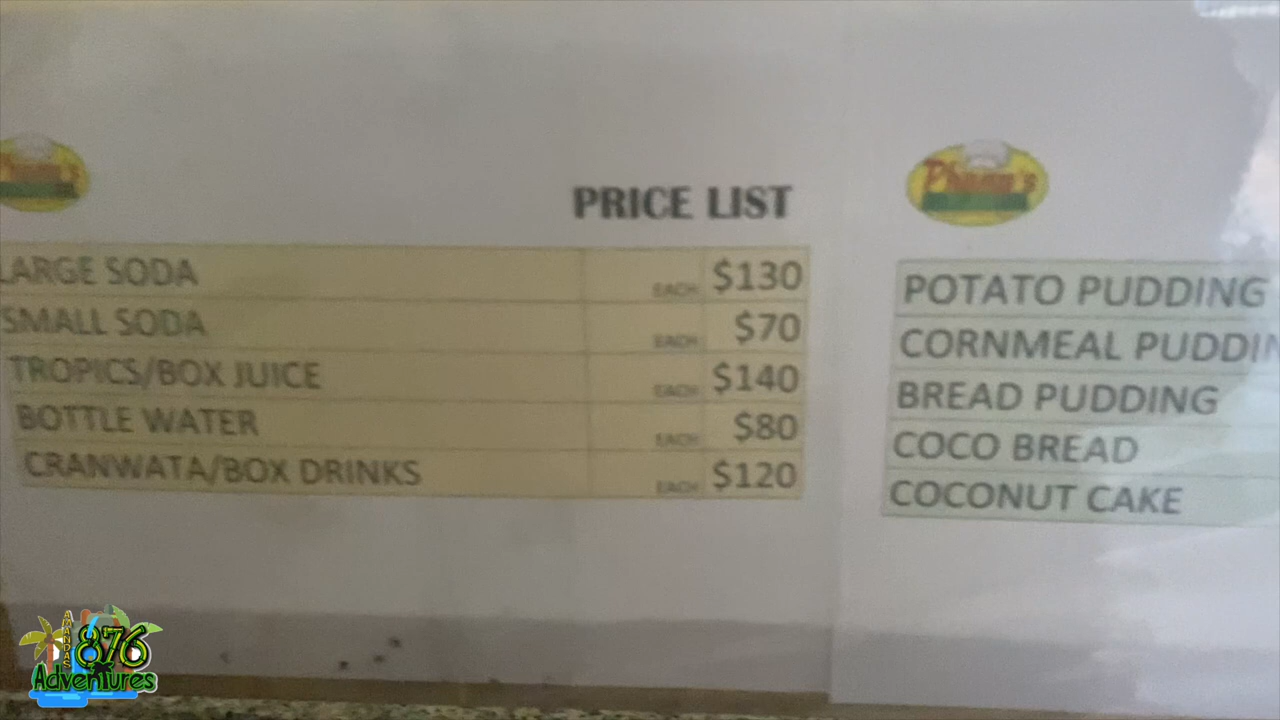 PRICE LIST
LARGE SODA EACH $130
SMALL SODA EACH $70
TROPICS/BOX JUICE EACH $140
BOTTLE WATER EACH $80
CRANWATA/BOX DRINKS EACH $120
POTATO PUDDING
CORNMEAL PUDDIN
BREAD PUDDING
COCO BREAD
COCONUT CAKE
AMANDAS
876
Adventures